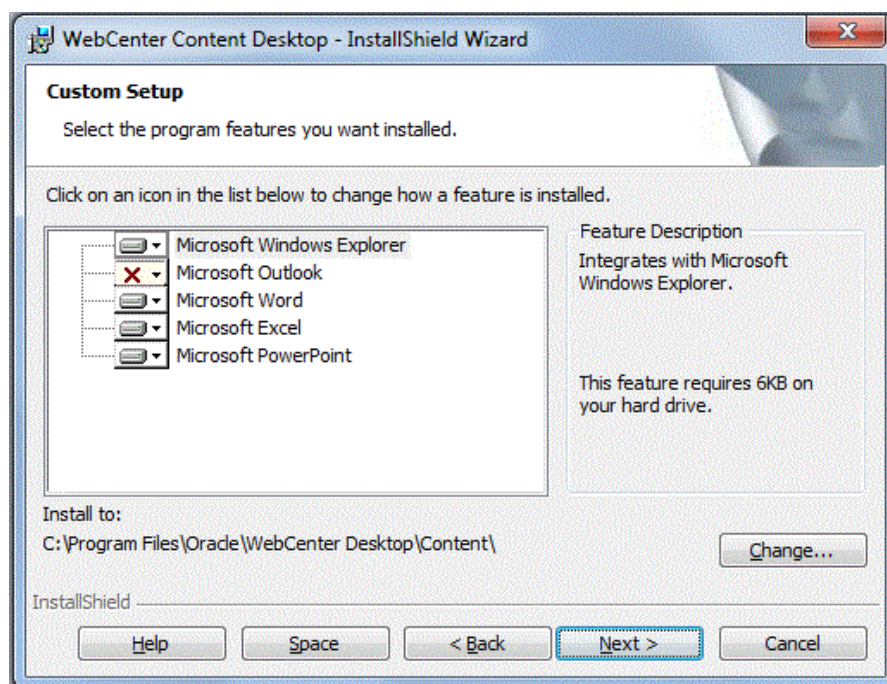 WebCenter Content Desktop - InstallShield Wizard
Custom Setup
Select the program features you want installed.
Click on an icon in the list below to change how a feature is installed.
Microsoft Windows Explorer
Microsoft Outlook
Microsoft Word
Microsoft Excel
Microsoft PowerPoint
Feature Description
Integrates with Microsoft
Windows Explorer.
This feature requires 6KB on
your hard drive.
Install to:
C:\Program Files\Oracle\WebCenter Desktop\Content\
Change...
InstallShield
Help
Space
< Back
Next >
Cancel